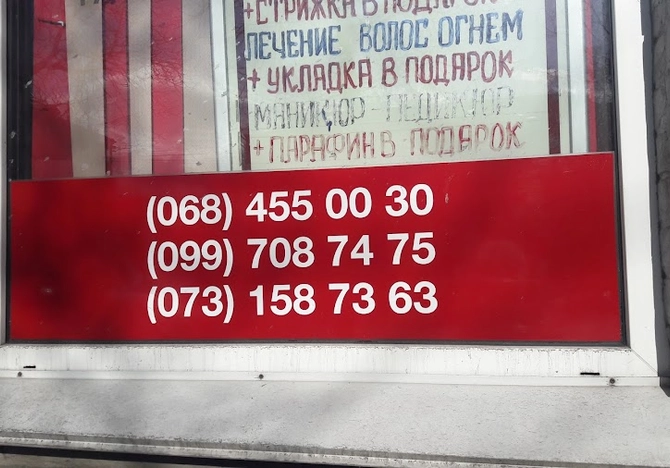 +СТРИЖКА В ПОДАРОК
ЛЕЧЕНИЕ ВОЛОС ОГНЕМ
+ УКЛАДКА В ПОДАРОК
МАНИКЮР-ПЕДИКЮР
+ ПАРАФИН В ПОДАРОК
(068) 455 00 30
(099) 708 74 75
(073) 158 73 63